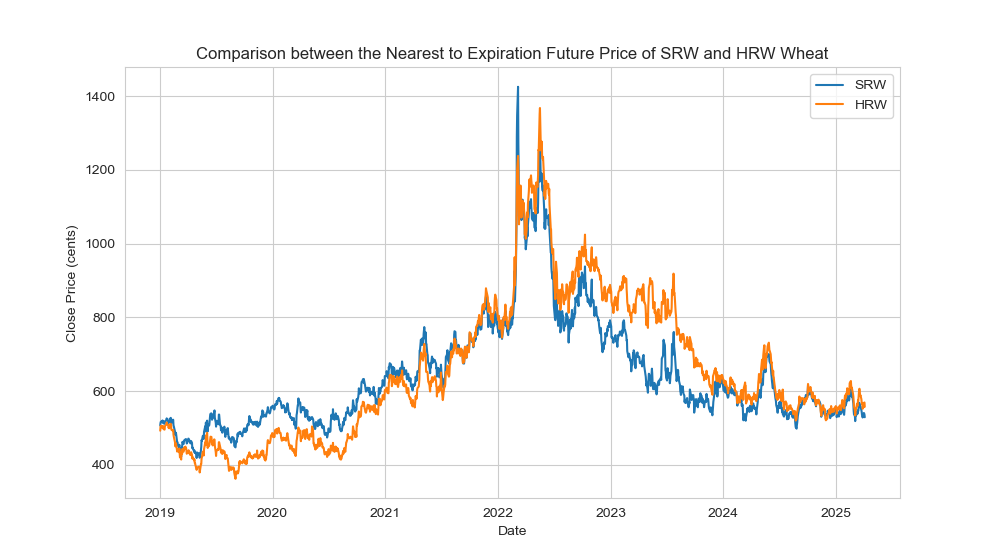 Comparison between the Nearest to Expiration Future Price of SRW and HRW Wheat
SRW
HRW
Close Price (cents)
1400
1200
1000
800
600
400
2019
2020
2021
2022
2023
2024
2025
Date